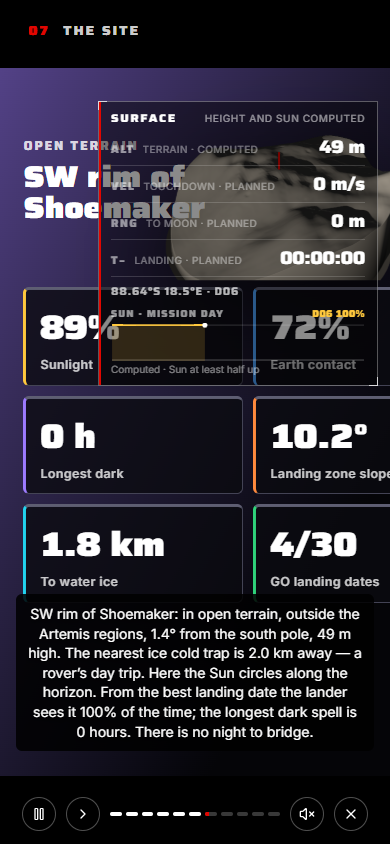 07 THE SITE
SURFACE HEIGHT AND SUN COMPUTED
OPEN TERRAIN
ALT TERRAIN · COMPUTED 49 m
SW rim of
Shoemaker
VEL TOUCHDOWN · PLANNED 0 m/s
RNG TO MOON · PLANNED 0 m
T- LANDING · PLANNED 00:00:00
88.64°S 18.5°E · D06
SUN · MISSION DAY D06 100%
Computed · Sun at least half up
89% 72%
Sunlight Earth contact
0 h 10.2°
Longest dark Landing zone slope
1.8 km 4/30
To water ice GO landing dates
SW rim of Shoemaker: in open terrain, outside the
Artemis regions, 1.4° from the south pole, 49 m
high. The nearest ice cold trap is 2.0 km away — a
rover's day trip. Here the Sun circles along the
horizon. From the best landing date the lander
sees it 100% of the time; the longest dark spell is
0 hours. There is no night to bridge.